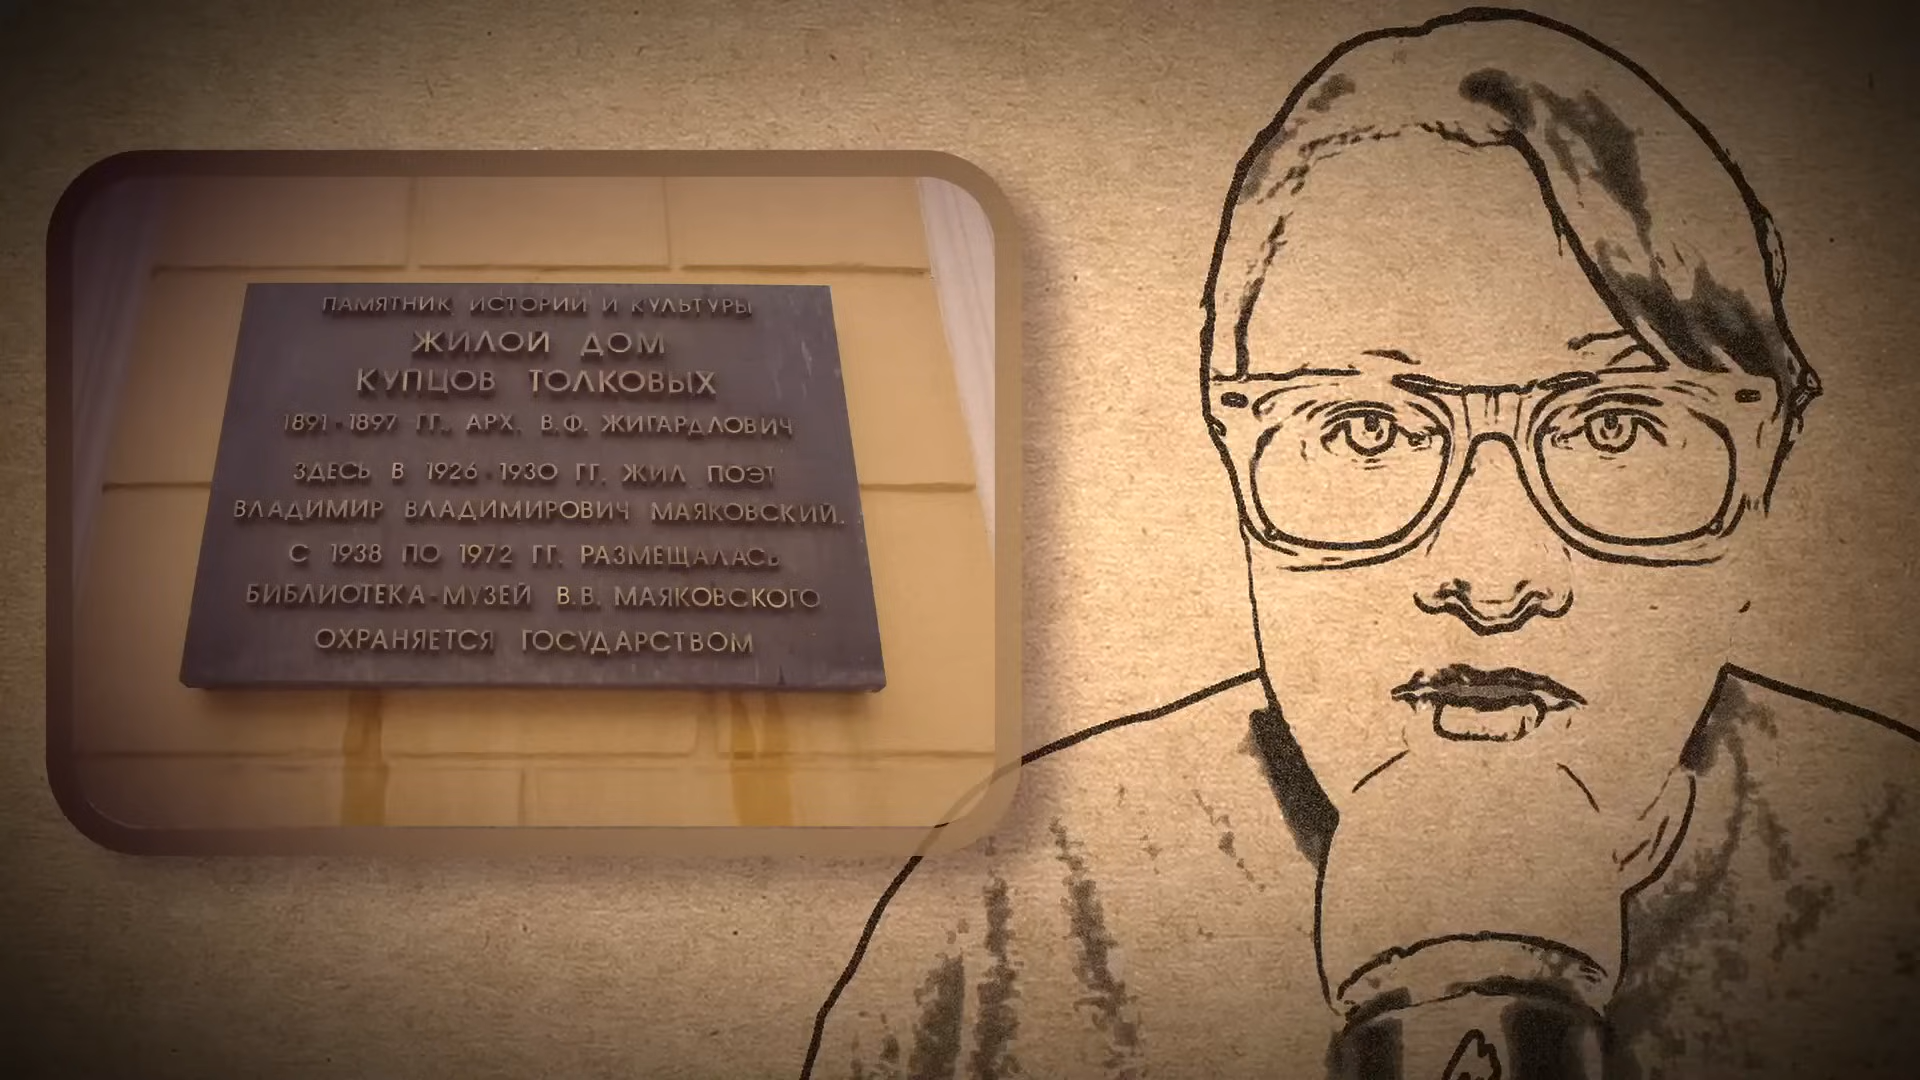 ПАМЯТНИК ИСТОРИИ И КУЛЬТУРЫ
ЖИЛОЙ ДОМ
КУПЦОВ ТОЛКОВЫХ
1891-1897 ГГ., АРХ. В.Ф. ЖИГАРДЛОВИЧ
ЗДЕСЬ В 1926-1930 ГГ. ЖИЛ ПОЭТ
ВЛАДИМИР ВЛАДИМИРОВИЧ МАЯКОВСКИЙ.
С 1938 ПО 1972 ГГ. РАЗМЕЩАЛАСЬ
БИБЛИОТЕКА-МУЗЕЙ В.В. МАЯКОВСКОГО
ОХРАНЯЕТСЯ ГОСУДАРСТВОМ